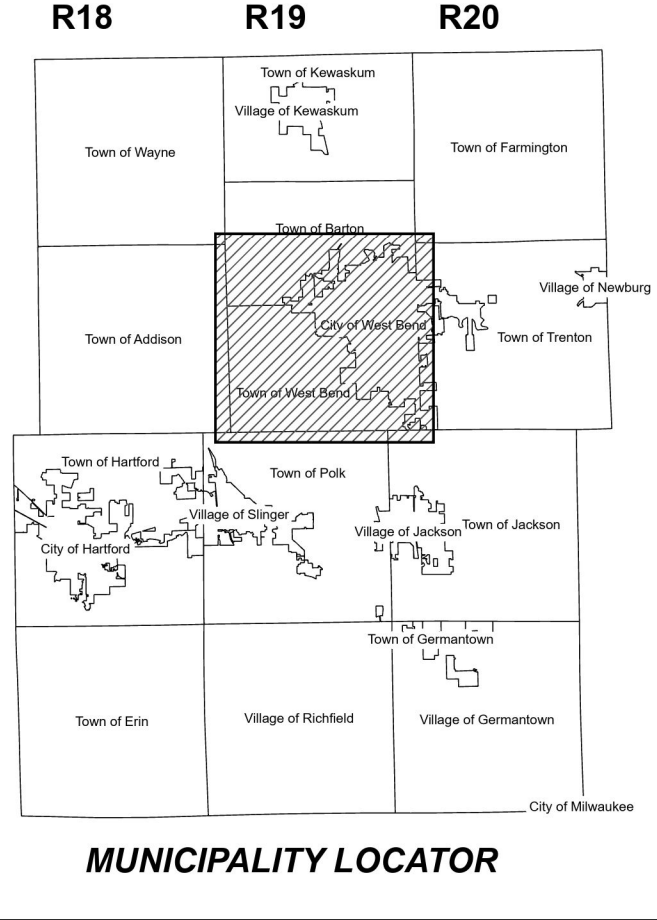 R18 R19 R20
Town of Kewaskum
Village of Kewaskum
Town of Wayne
Town of Farmington
Town of Barton
Village of Newburg
City of West Bend
Town of Addison
Town of Trenton
Town of West Bend
Town of Hartford
Town of Polk
Village of Slinger
Town of Jackson
Village of Jackson
City of Hartford
Town of Germantown
Town of Erin
Village of Richfield
Village of Germantown
City of Milwaukee
MUNICIPALITY LOCATOR